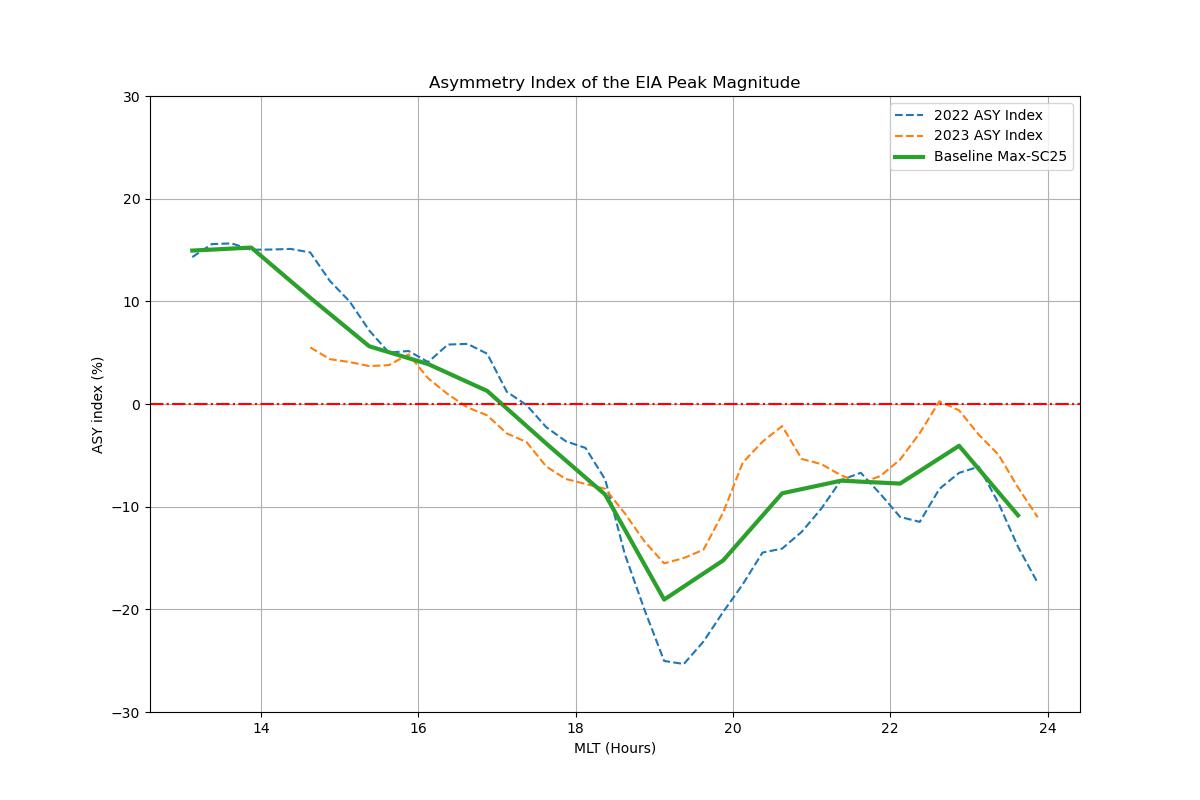 Asymmetry Index of the EIA Peak Magnitude
30
20
10
0
−10
−20
−30
ASY index (%)
2022 ASY Index
2023 ASY Index
Baseline Max-SC25
14 16 18 20 22 24
MLT (Hours)